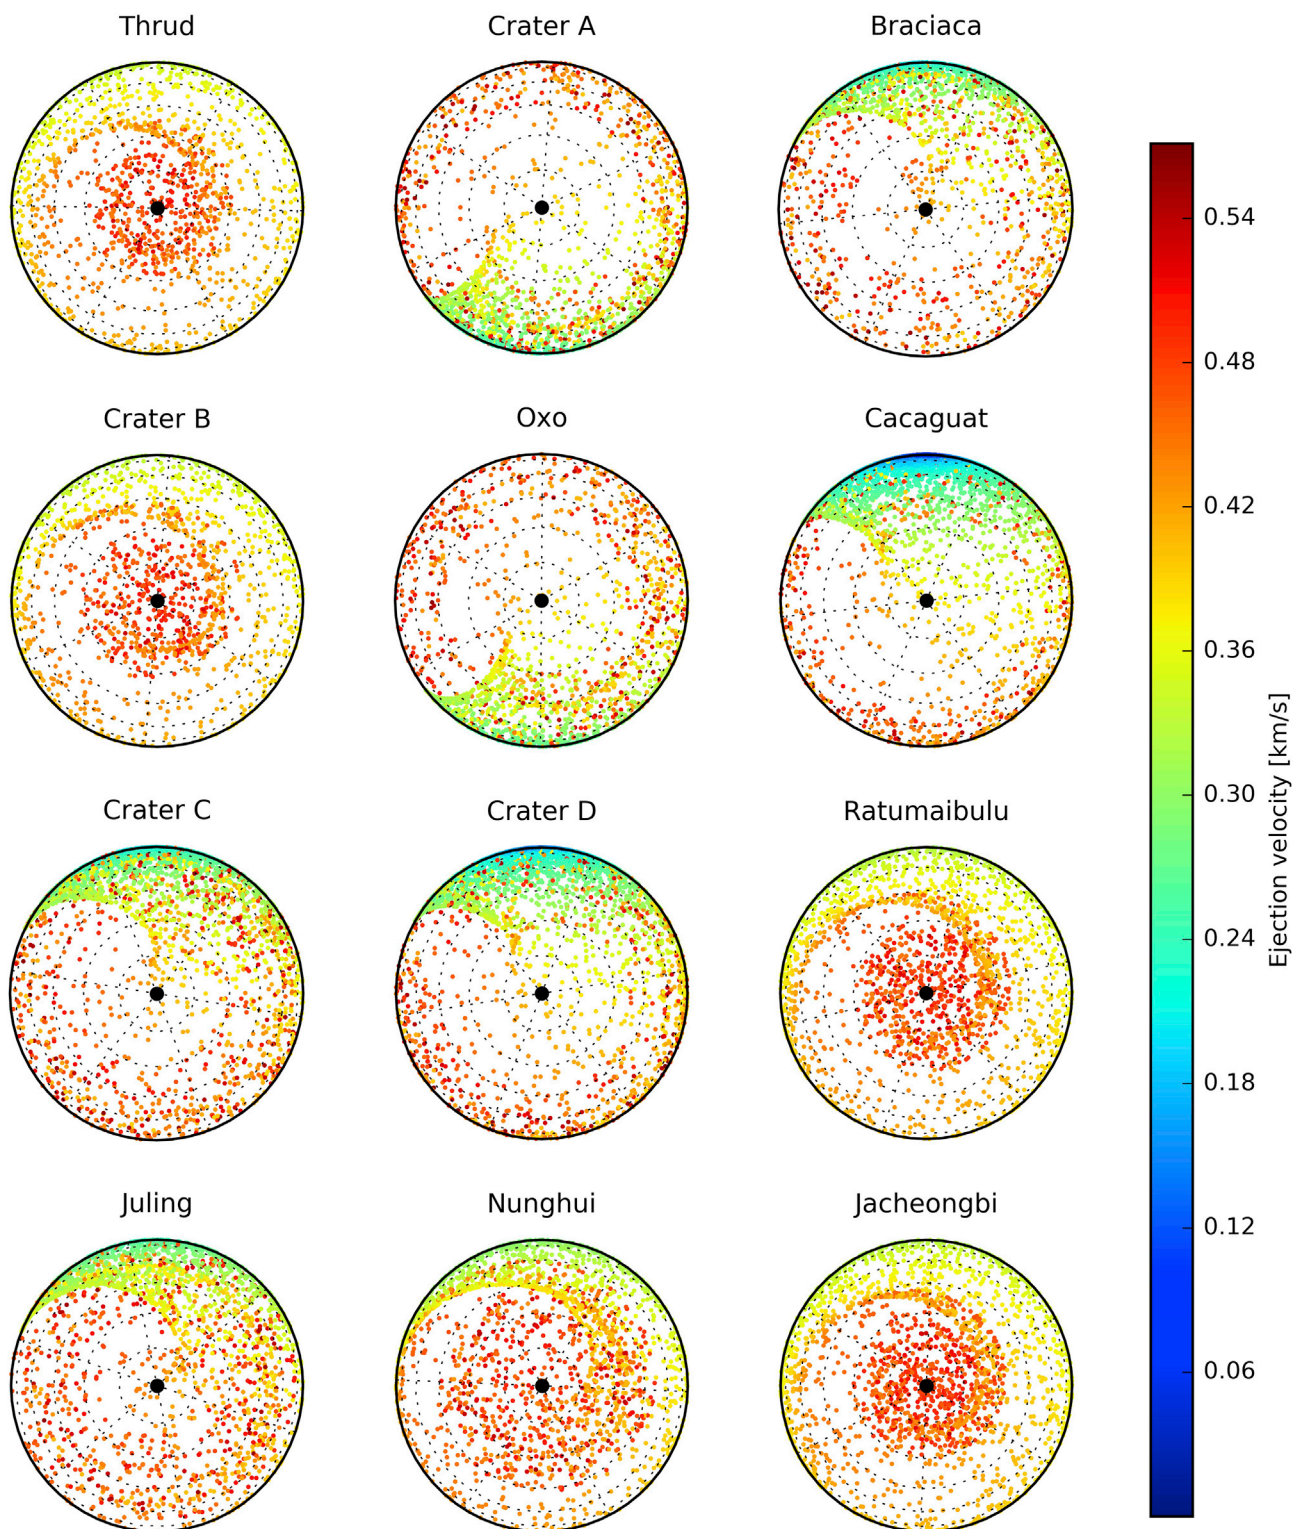 Thrud
Crater A
Braciaca
Crater B
Oxo
Cacaguat
Crater C
Crater D
Ratumaibulu
Juling
Nunghui
Jacheongbi
0.54
0.48
0.42
0.36
0.30
0.24
0.18
0.12
0.06
Ejection velocity [km/s]